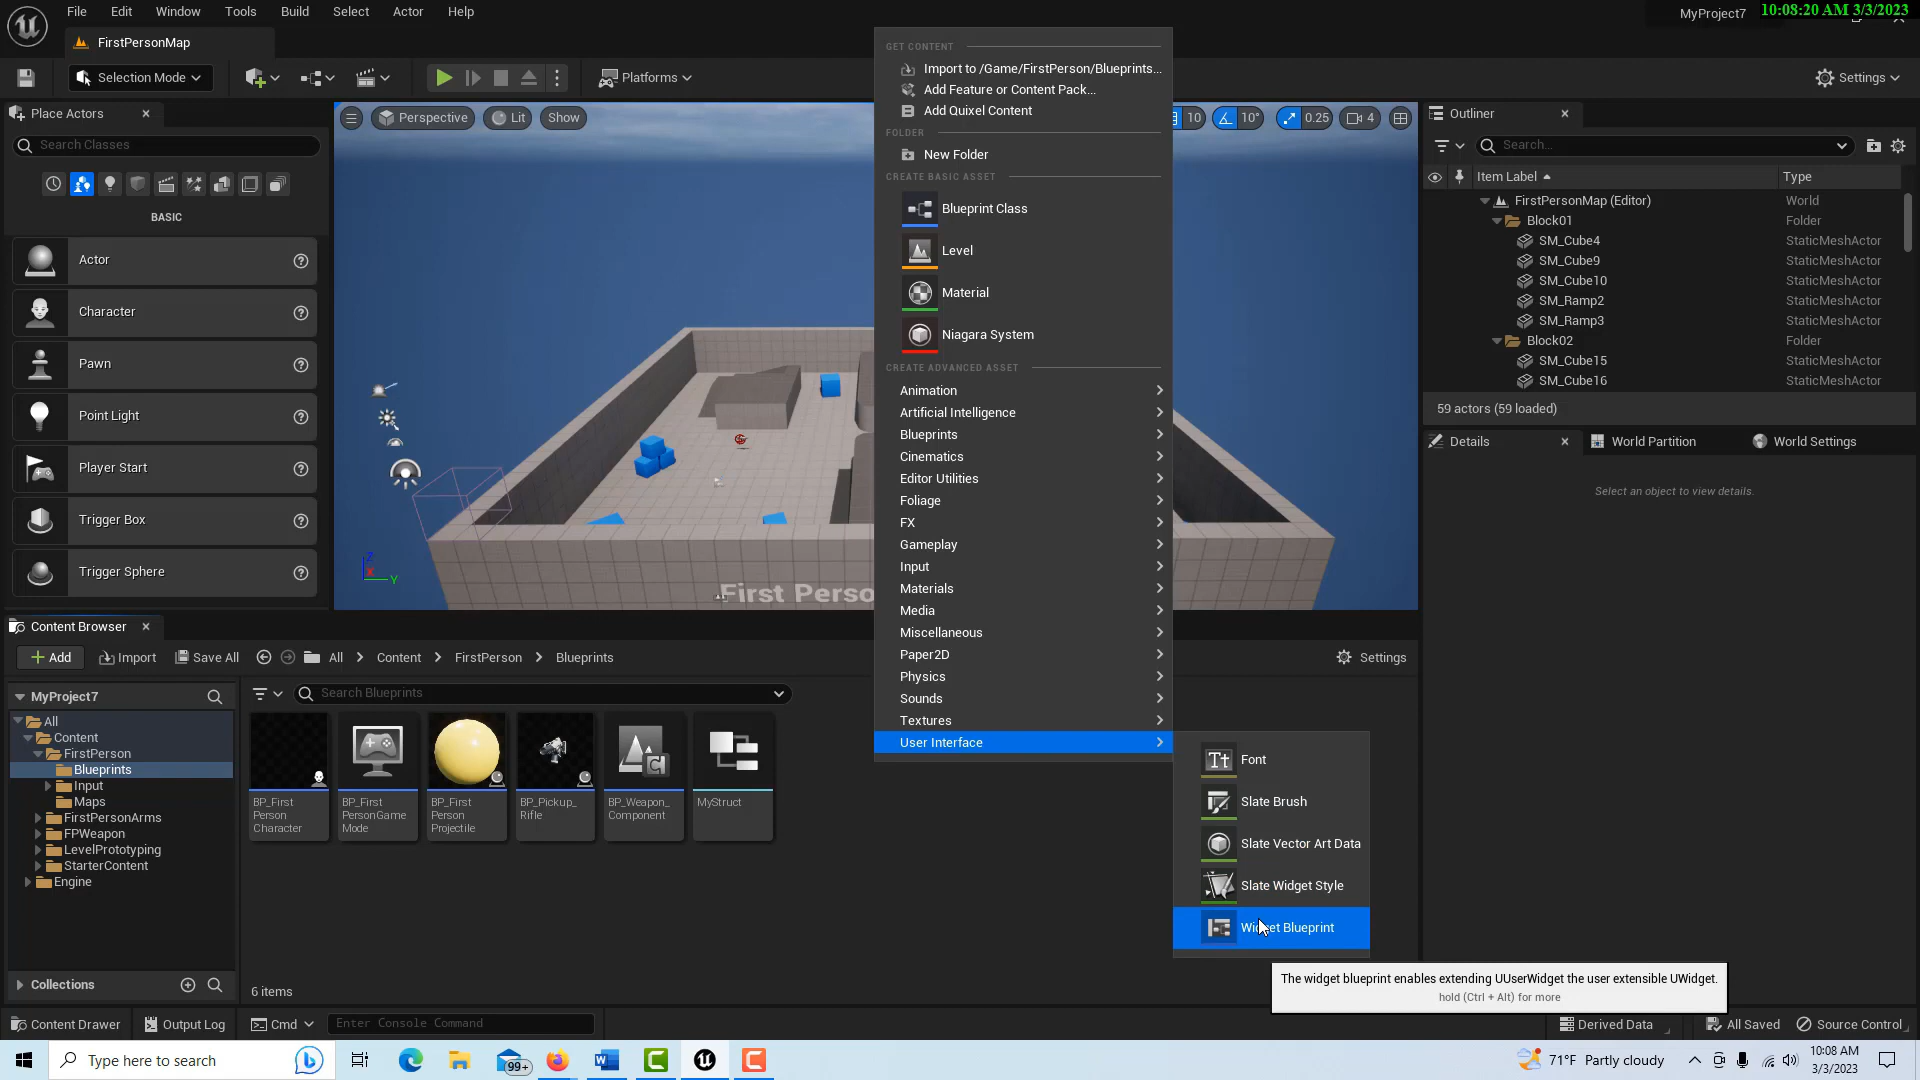 File Edit Window Tools Build Select Actor Help
MyProject7
10:08:20 AM 3/3/2023
FirstPersonMap
Selection Mode
Platforms
Settings
Place Actors
Search Classes
BASIC
Actor
Character
Pawn
Point Light
Player Start
Trigger Box
Trigger Sphere
Perspective Lit Show
10 10° 0.25 4
First Perso
GET CONTENT
Import to /Game/FirstPerson/Blueprints...
Add Feature or Content Pack...
Add Quixel Content
FOLDER
New Folder
CREATE BASIC ASSET
Blueprint Class
Level
Material
Niagara System
CREATE ADVANCED ASSET
Animation
Artificial Intelligence
Blueprints
Cinematics
Editor Utilities
Foliage
FX
Gameplay
Input
Materials
Media
Miscellaneous
Paper2D
Physics
Sounds
Textures
User Interface
Font
Slate Brush
Slate Vector Art Data
Slate Widget Style
Widget Blueprint
The widget blueprint enables extending UUserWidget the user extensible UWidget.
hold (Ctrl + Alt) for more
Outliner
Search...
Item Label Type
FirstPersonMap (Editor) World
Block01 Folder
SM_Cube4 StaticMeshActor
SM_Cube9 StaticMeshActor
SM_Cube10 StaticMeshActor
SM_Ramp2 StaticMeshActor
SM_Ramp3 StaticMeshActor
Block02 Folder
SM_Cube15 StaticMeshActor
SM_Cube16 StaticMeshActor
59 actors (59 loaded)
Details World Partition World Settings
Select an object to view details.
Content Browser
Add Import Save All All Content FirstPerson Blueprints
Settings
MyProject7
Search Blueprints
All
Content
FirstPerson
Blueprints
Input
Maps
FirstPersonArms
FPWeapon
LevelPrototyping
StarterContent
Engine
Collections
BP_First
Person
Character
BP_First
PersonGame
Mode
BP_First
Person
Projectile
BP_Pickup_
Rifle
BP_Weapon_
Component
MyStruct
6 items
Content Drawer Output Log Cmd Enter Console Command
Derived Data All Saved Source Control
Type here to search
99+
71°F Partly cloudy
10:08 AM
3/3/2023